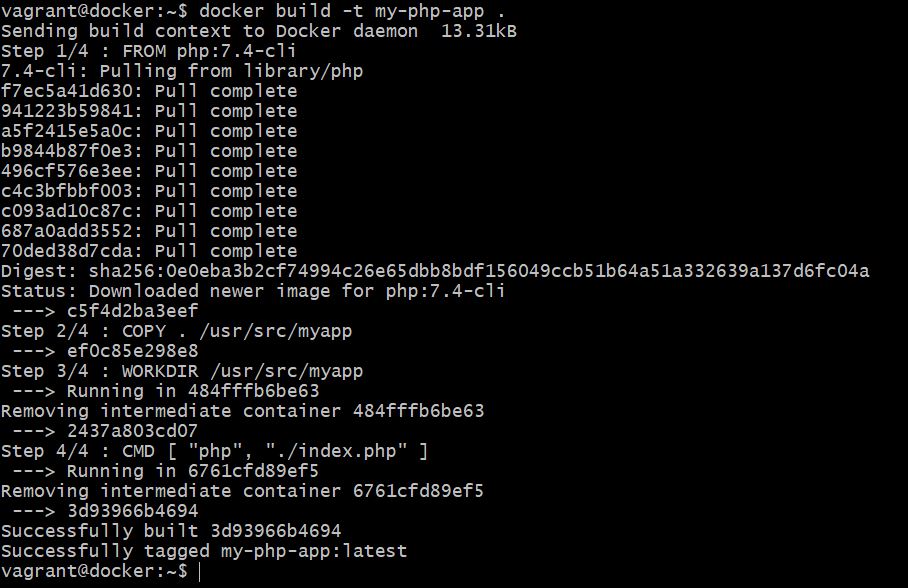 vagrant@docker:~$ docker build -t my-php-app .
Sending build context to Docker daemon  13.31kB
Step 1/4 : FROM php:7.4-cli
7.4-cli: Pulling from library/php
f7ec5a41d630: Pull complete
941223b59841: Pull complete
a5f2415e5a0c: Pull complete
b9844b87f0e3: Pull complete
496cf576e3ee: Pull complete
c4c3bfbbf003: Pull complete
c093ad10c87c: Pull complete
687a0add3552: Pull complete
70ded38d7cda: Pull complete
Digest: sha256:0e0eba3b2cf74994c26e65dbb8bdf156049ccb51b64a51a332639a137d6fc04a
Status: Downloaded newer image for php:7.4-cli
 ---> c5f4d2ba3eef
Step 2/4 : COPY . /usr/src/myapp
 ---> ef0c85e298e8
Step 3/4 : WORKDIR /usr/src/myapp
 ---> Running in 484fffb6be63
Removing intermediate container 484fffb6be63
 ---> 2437a803cd07
Step 4/4 : CMD [ "php", "./index.php" ]
 ---> Running in 6761cfd89ef5
Removing intermediate container 6761cfd89ef5
 ---> 3d93966b4694
Successfully built 3d93966b4694
Successfully tagged my-php-app:latest
vagrant@docker:~$